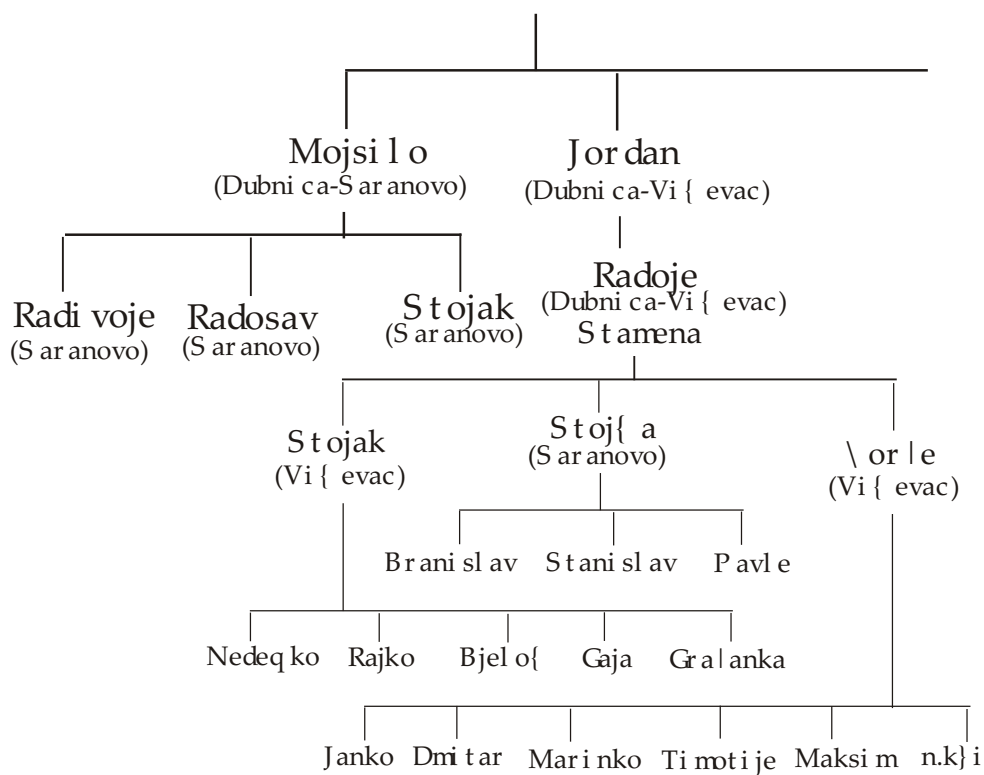 Mojsilo Jordan
(Dubnica-Saranovo) (Dubnica-Vi{evac)
Radoje
(Dubnica-Vi{evac)
Stamena
Radivoje Radosav Stojak
(Saranovo) (Saranovo) (Saranovo)
Stojak Stoj{a \or|e
(Vi{evac) (Saranovo) (Vi{evac)
Branislav Stanislav Pavle
Nedeqko Rajko Bjelo{ Gaja Gra|anka
Janko Dmitar Marinko Timotije Maksim n.k}i